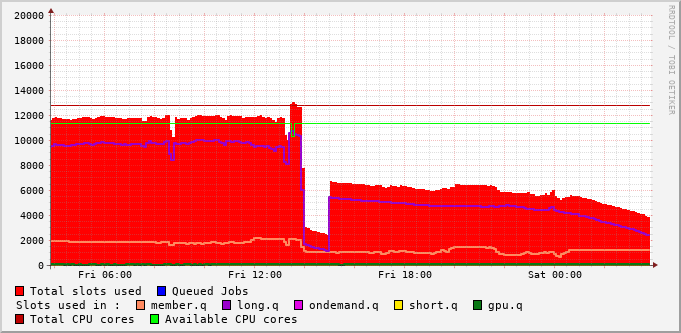 RRDTOOL / TOBI OETIKER
20000
18000
16000
14000
12000
10000
8000
6000
4000
2000
0
Fri 06:00 Fri 12:00 Fri 18:00 Sat 00:00
Total slots used Queued Jobs
Slots used in : member.q long.q ondemand.q short.q gpu.q
Total CPU cores Available CPU cores